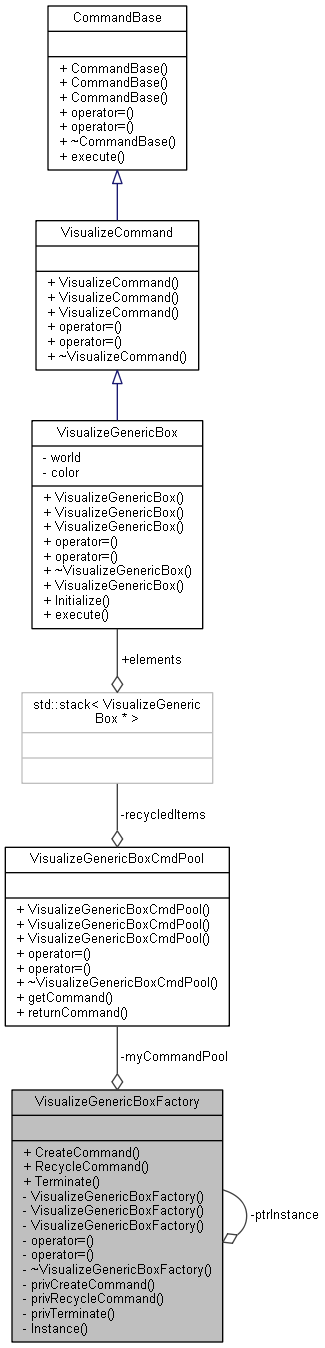 CommandBase
+ CommandBase()
+ CommandBase()
+ CommandBase()
+ operator=()
+ operator=()
+ ~CommandBase()
+ execute()
VisualizeCommand
+ VisualizeCommand()
+ VisualizeCommand()
+ VisualizeCommand()
+ operator=()
+ operator=()
+ ~VisualizeCommand()
VisualizeGenericBox
- world
- color
+ VisualizeGenericBox()
+ VisualizeGenericBox()
+ VisualizeGenericBox()
+ operator=()
+ operator=()
+ ~VisualizeGenericBox()
+ VisualizeGenericBox()
+ Initialize()
+ execute()
+elements
std::stack< VisualizeGeneric
Box * >
-recycledItems
VisualizeGenericBoxCmdPool
+ VisualizeGenericBoxCmdPool()
+ VisualizeGenericBoxCmdPool()
+ VisualizeGenericBoxCmdPool()
+ operator=()
+ operator=()
+ ~VisualizeGenericBoxCmdPool()
+ getCommand()
+ returnCommand()
-myCommandPool
VisualizeGenericBoxFactory
+ CreateCommand()
+ RecycleCommand()
+ Terminate()
- VisualizeGenericBoxFactory()
- VisualizeGenericBoxFactory()
- VisualizeGenericBoxFactory()
- operator=()
- operator=()
- ~VisualizeGenericBoxFactory()
- privCreateCommand()
- privRecycleCommand()
- privTerminate()
- Instance()
-ptrInstance